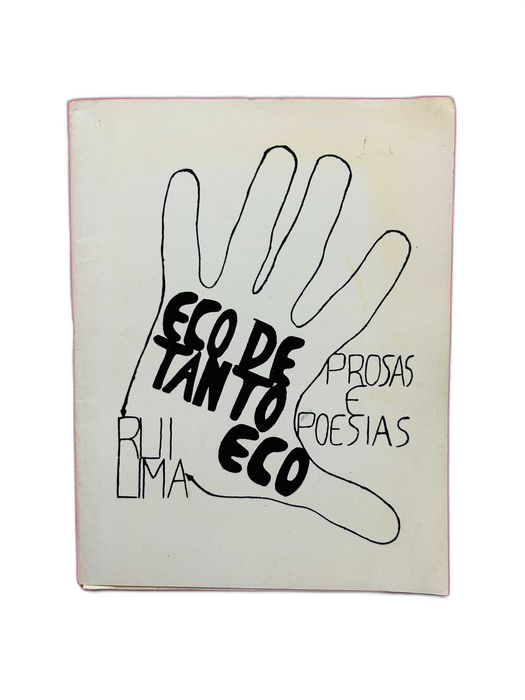 ECO DE
TANTO
ECO
PROSAS
E
POESIAS
RUI
LIMA